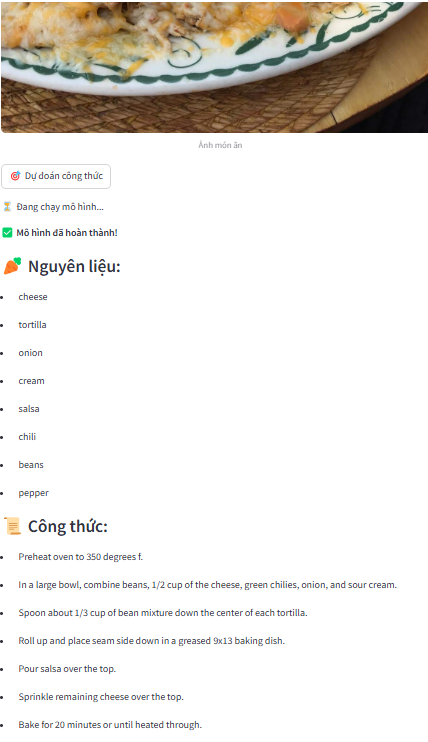 Ảnh món ăn
Dự đoán công thức
Đang chạy mô hình...
Mô hình đã hoàn thành!
Nguyên liệu:
cheese
tortilla
onion
cream
salsa
chili
beans
pepper
Công thức:
Preheat oven to 350 degrees f.
In a large bowl, combine beans, 1/2 cup of the cheese, green chilies, onion, and sour cream.
Spoon about 1/3 cup of bean mixture down the center of each tortilla.
Roll up and place seam side down in a greased 9x13 baking dish.
Pour salsa over the top.
Sprinkle remaining cheese over the top.
Bake for 20 minutes or until heated through.